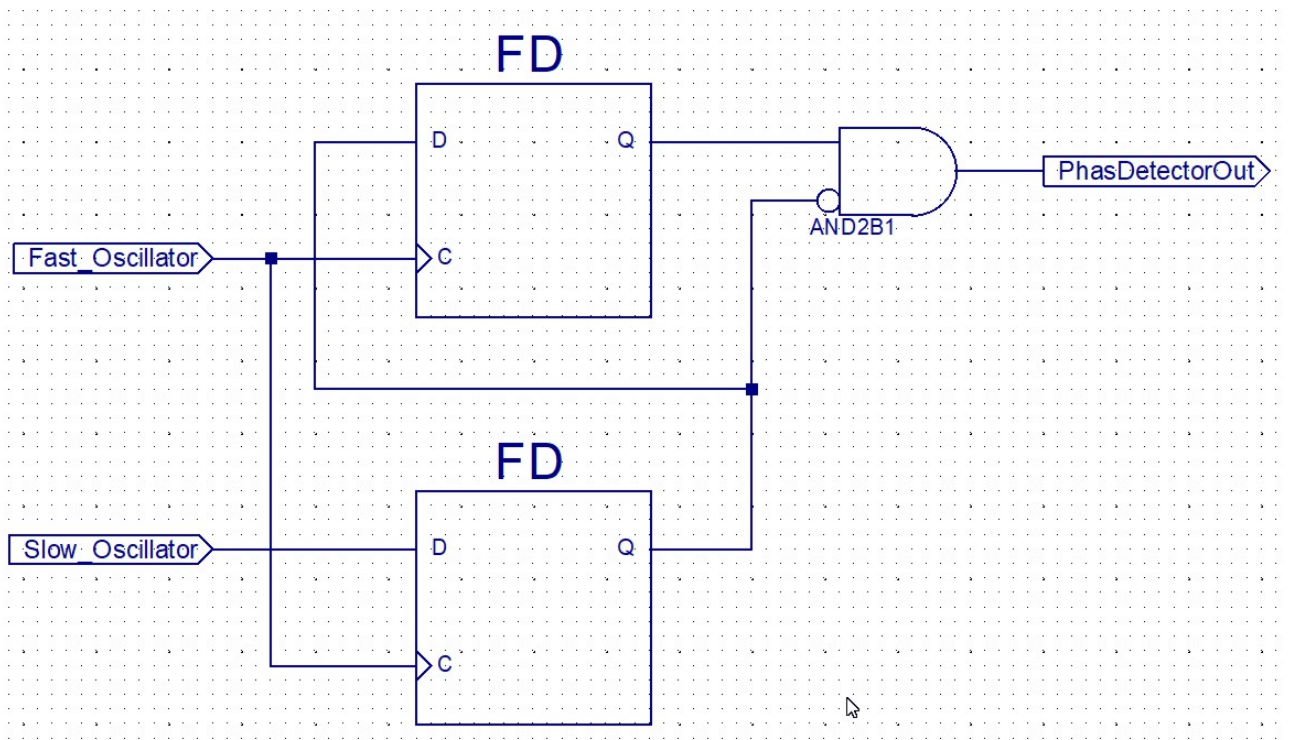 FD
D
Q
PhasDetectorOut
AND2B1
Fast_Oscillator
C
FD
Slow_Oscillator
D
Q
C